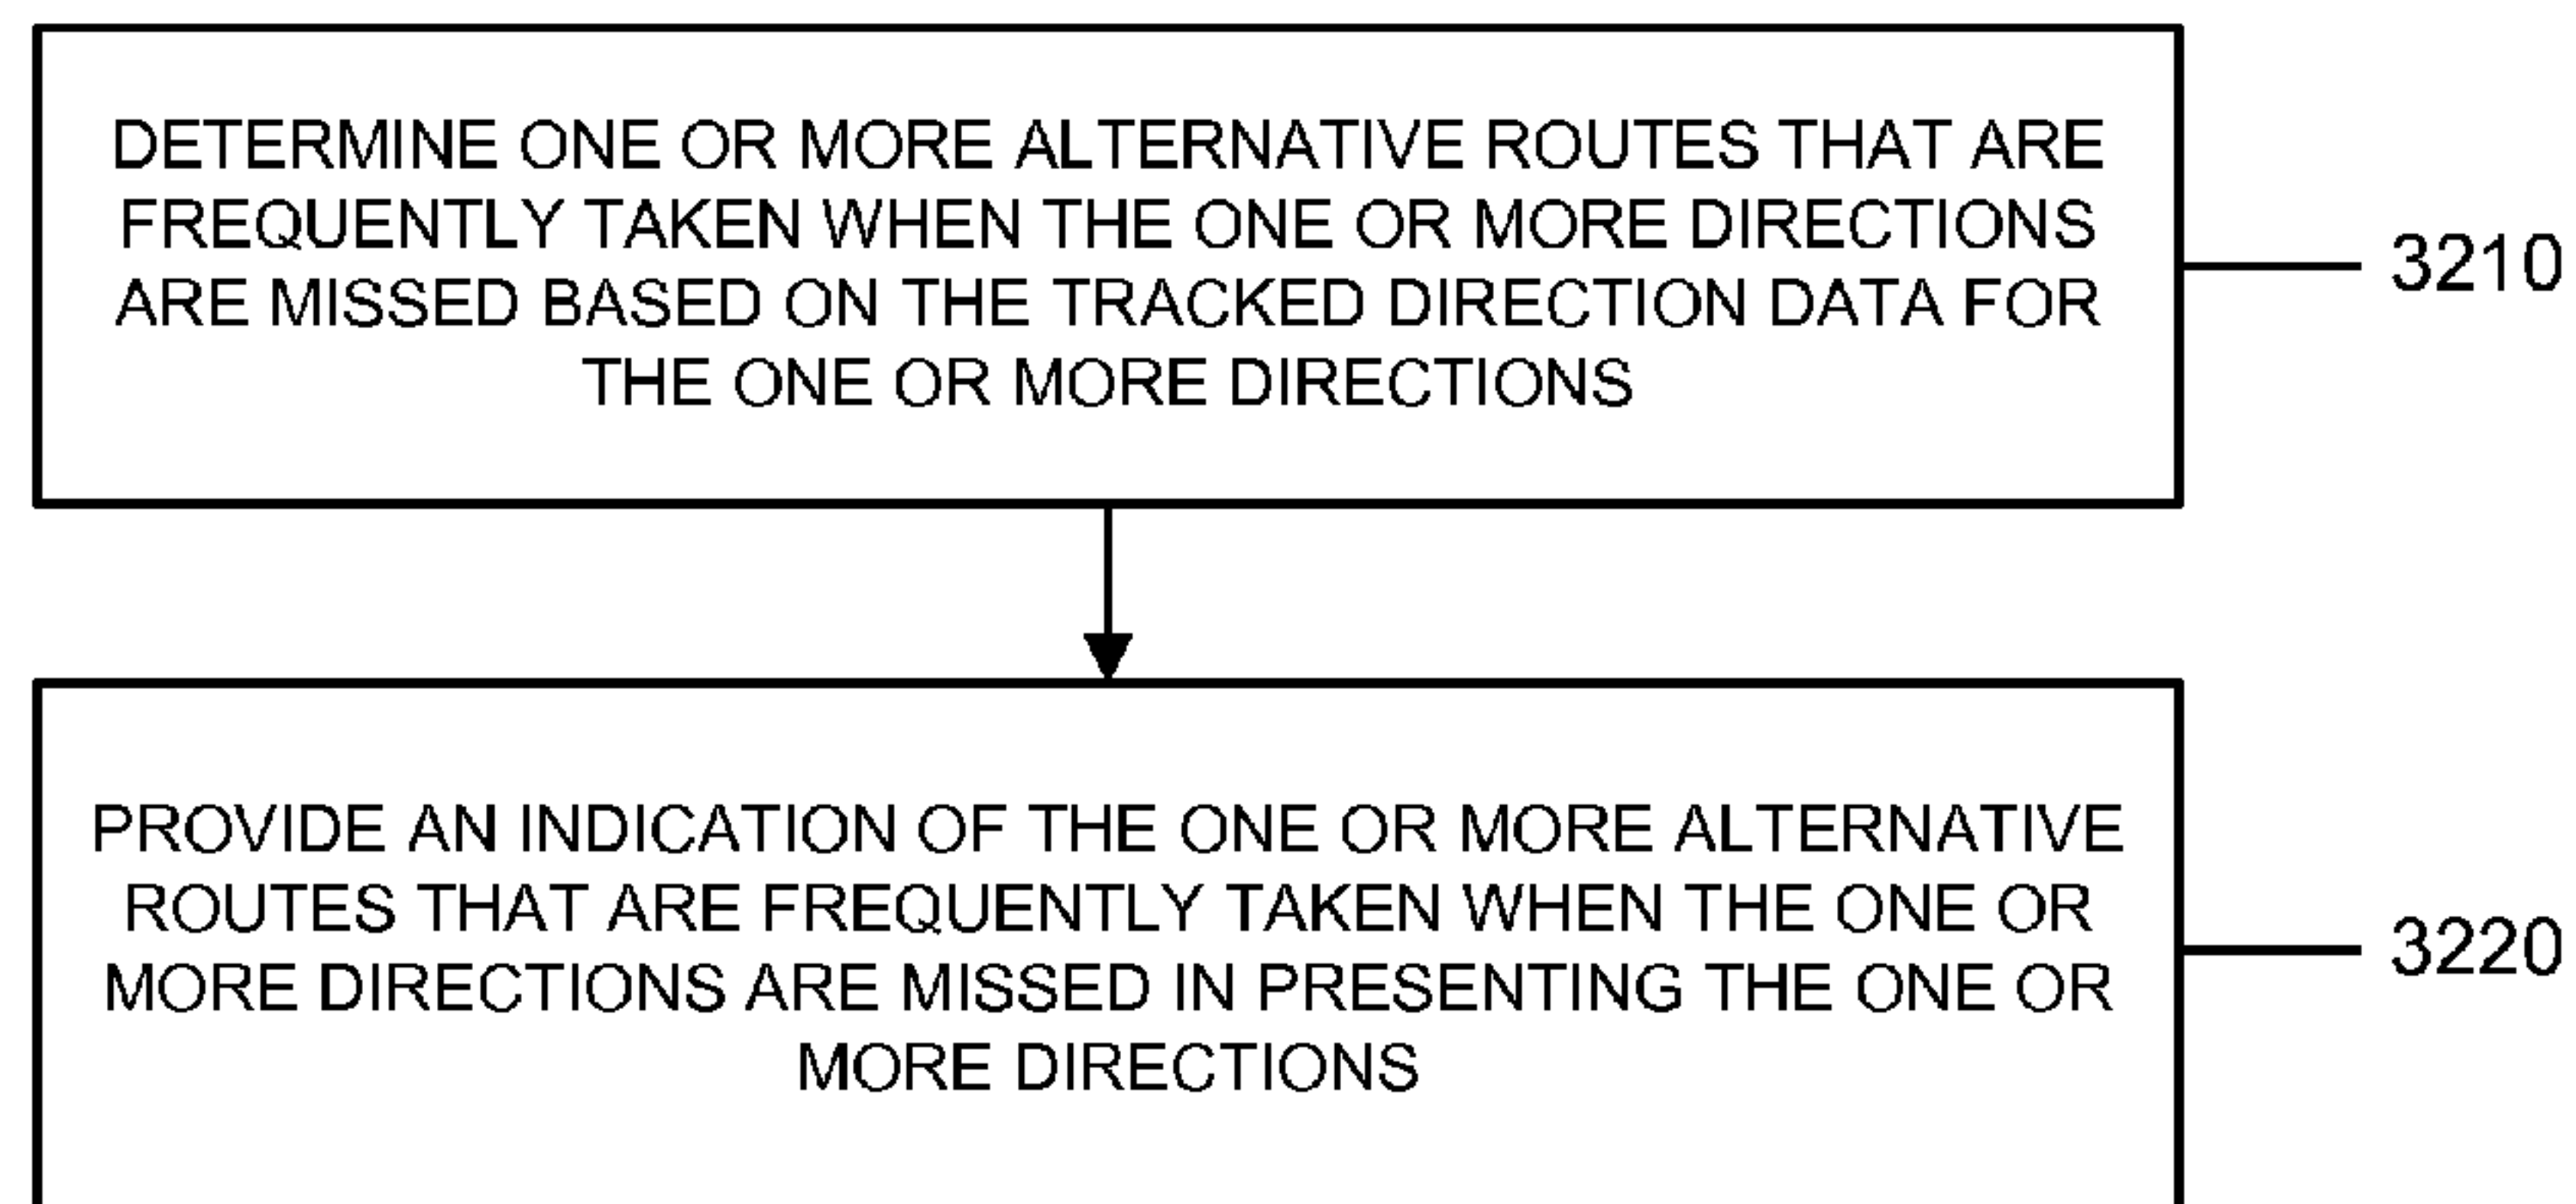 DETERMINE ONE OR MORE ALTERNATIVE ROUTES THAT ARE
FREQUENTLY TAKEN WHEN THE ONE OR MORE DIRECTIONS
ARE MISSED BASED ON THE TRACKED DIRECTION DATA FOR
THE ONE OR MORE DIRECTIONS
3210
PROVIDE AN INDICATION OF THE ONE OR MORE ALTERNATIVE
ROUTES THAT ARE FREQUENTLY TAKEN WHEN THE ONE OR
MORE DIRECTIONS ARE MISSED IN PRESENTING THE ONE OR
MORE DIRECTIONS
3220